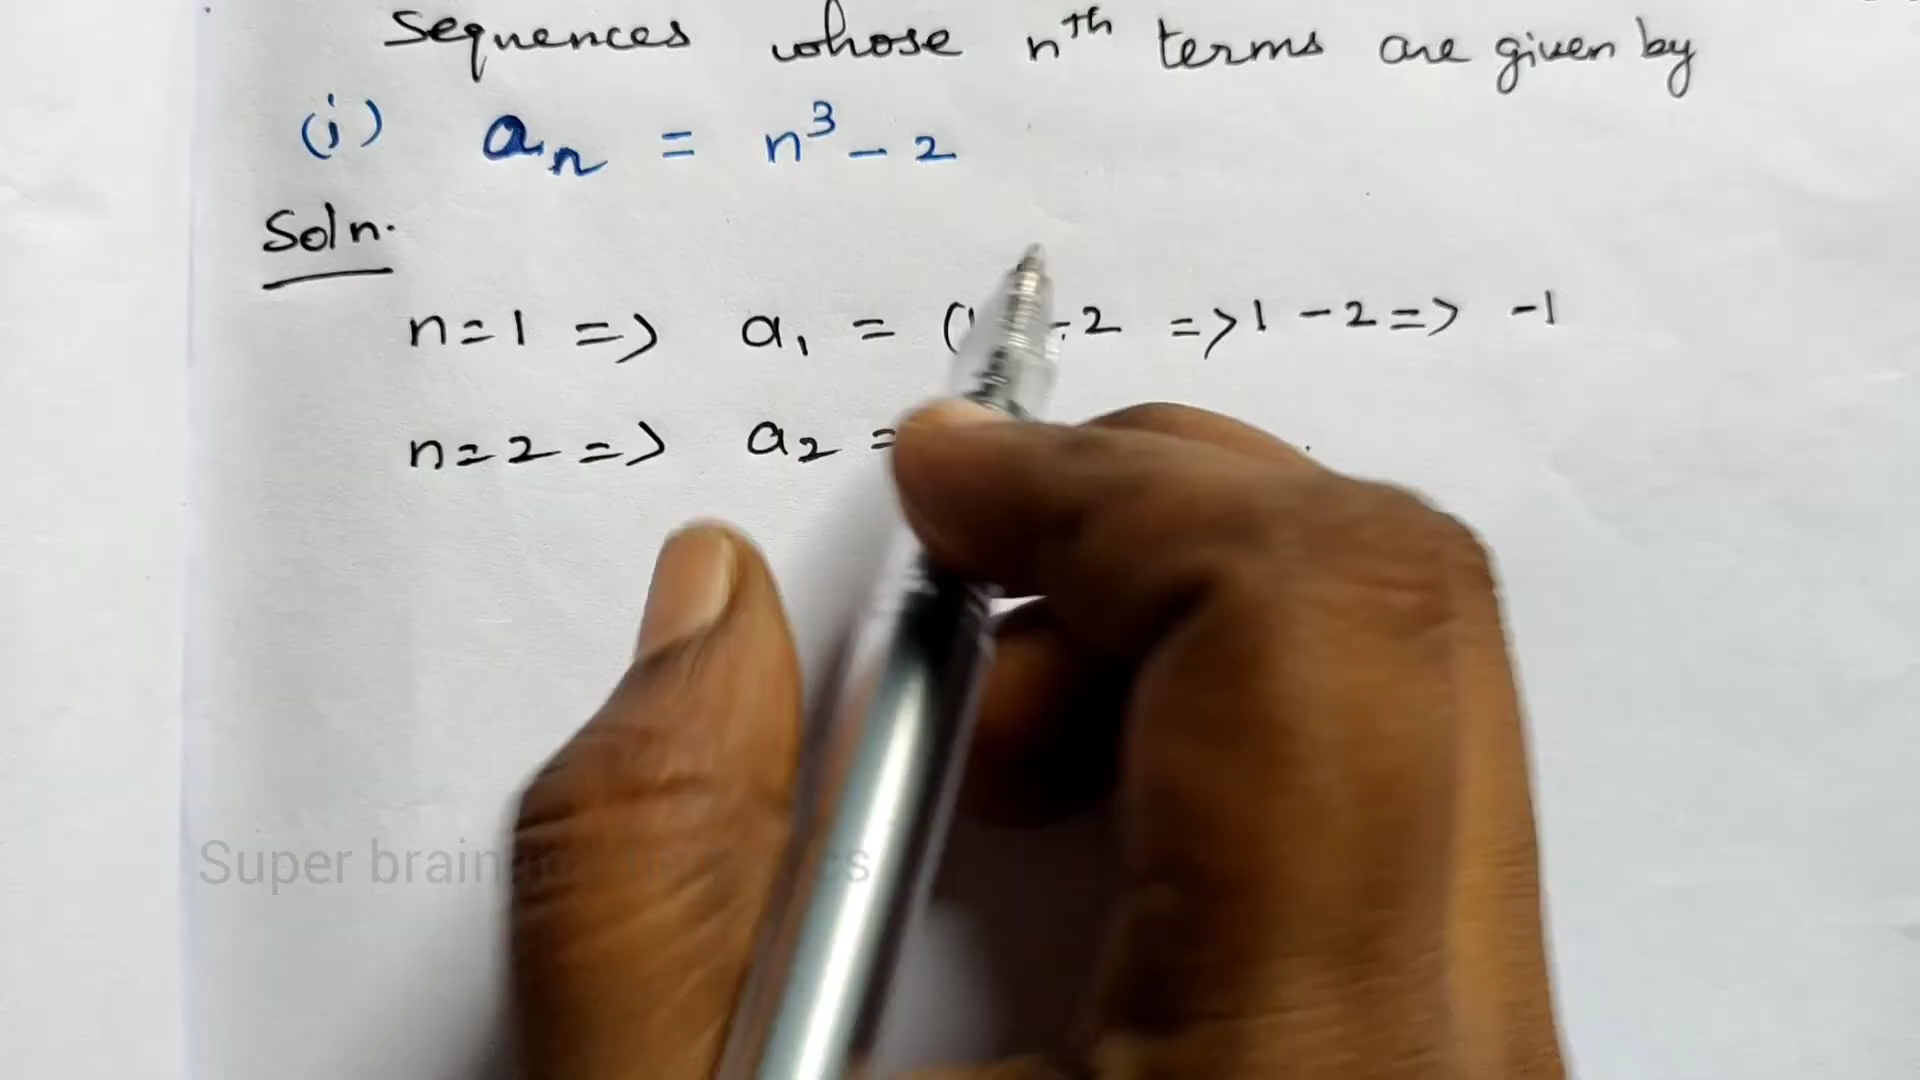 sequences whose nth terms are given by
(i) an = n³ - 2
Soln.
n=1 => a1 = (1 - 2 => 1 - 2 => -1
n=2 => a2 =
Super brain